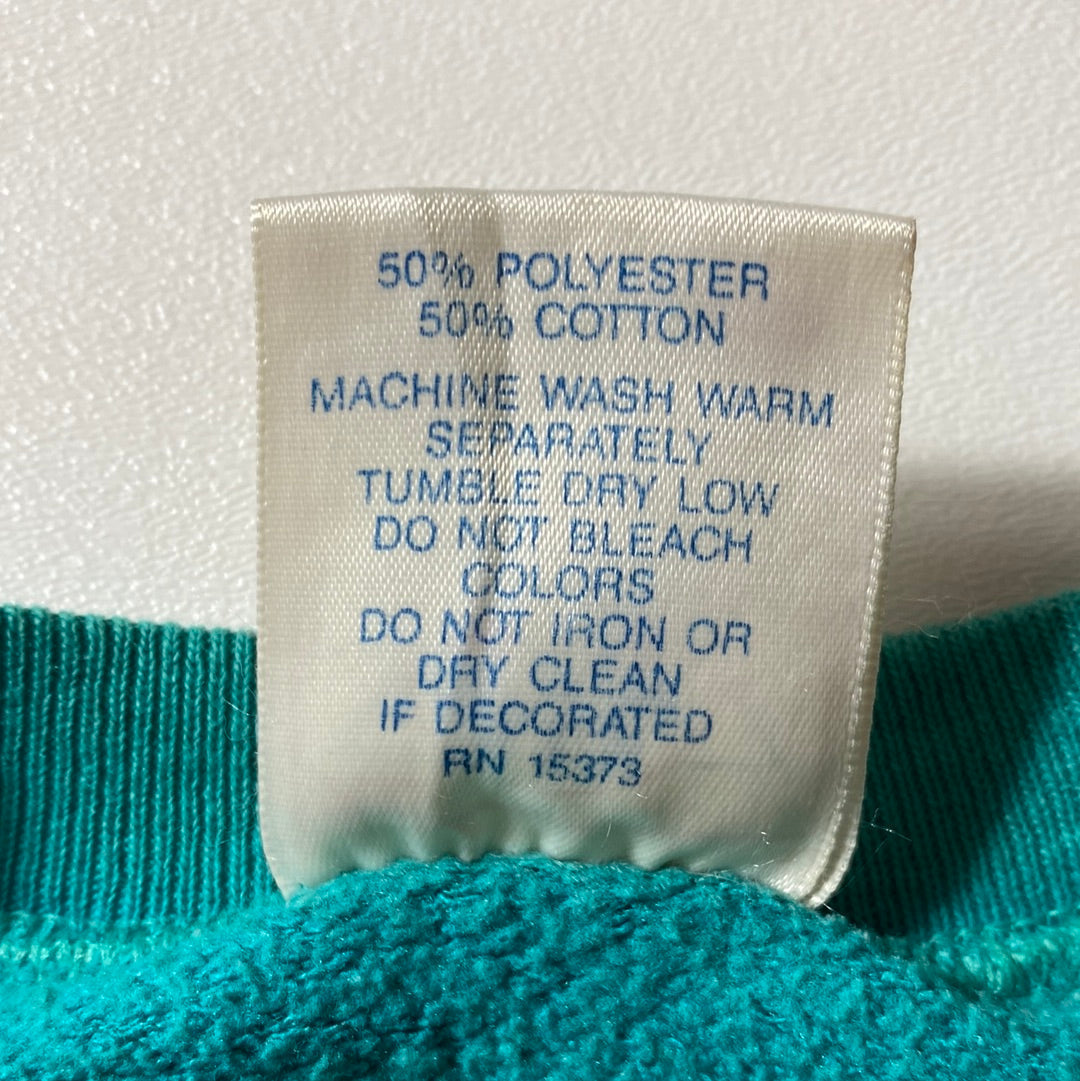 50% POLYESTER
50% COTTON
MACHINE WASH WARM
SEPARATELY
TUMBLE DRY LOW
DO NOT BLEACH
COLORS
DO NOT IRON OR
DRY CLEAN
IF DECORATED
RN 15373